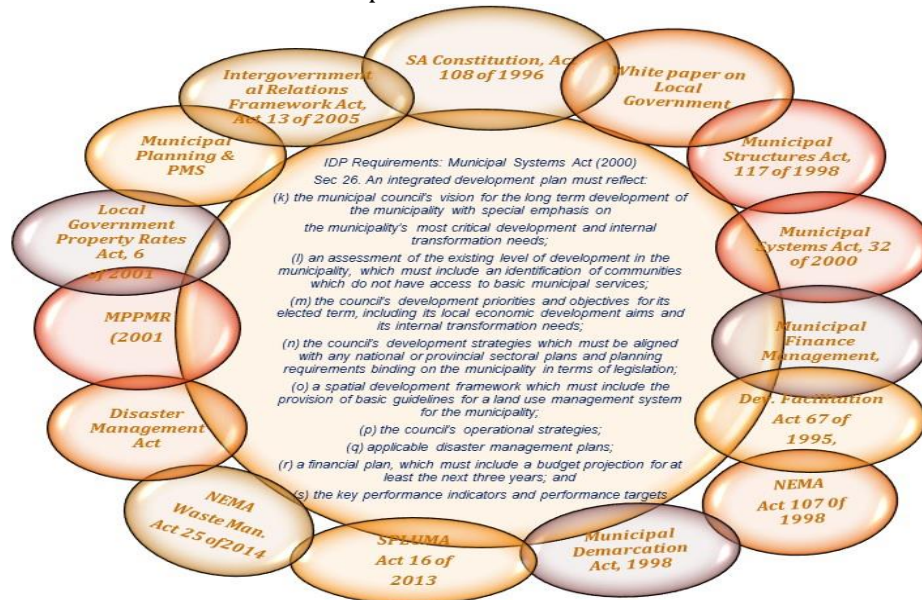 SA Constitution, Act
108 of 1996
White paper on
Local
Government
Municipal
Structures Act,
117 of 1998
Municipal
Systems Act, 32
of 2000
Municipal
Finance
Management,
Dev. Facilitation
Act 67 of
1995,
NEMA
Act 107 0f
1998
Municipal
Demarcation
Act, 1998
SPLUMA
Act 16 of
2013
NEMA
Waste Man.
Act 25 of2014
Disaster
Management
Act
MPPMR
(2001
Local
Government
Property Rates
Act, 6
of 2001
Municipal
Planning &
PMS
Intergovernment
al Relations
Framework Act,
Act 13 of 2005
IDP Requirements: Municipal Systems Act (2000)
Sec 26. An integrated development plan must reflect:
(k) the municipal council's vision for the long term development of
the municipality with special emphasis on
the municipality's most critical development and internal
transformation needs;
(l) an assessment of the existing level of development in the
municipality, which must include an identification of communities
which do not have access to basic municipal services;
(m) the council's development priorities and objectives for its
elected term, including its local economic development aims and
its internal transformation needs;
(n) the council's development strategies which must be aligned
with any national or provincial sectoral plans and planning
requirements binding on the municipality in terms of legislation;
(o) a spatial development framework which must include the
provision of basic guidelines for a land use management system
for the municipality;
(p) the council's operational strategies;
(q) applicable disaster management plans;
(r) a financial plan, which must include a budget projection for at
least the next three years; and
(s) the key performance indicators and performance targets